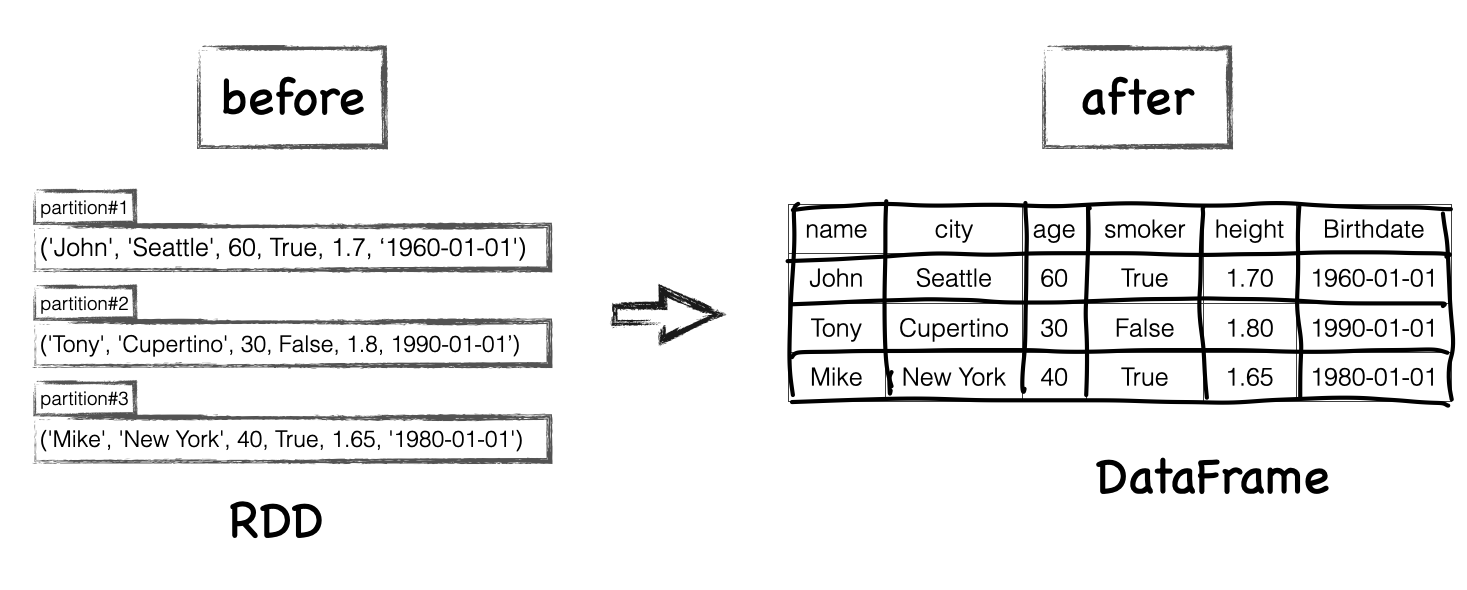 before
partition#1
('John', 'Seattle', 60, True, 1.7, ‘1960-01-01')
partition#2
('Tony', 'Cupertino', 30, False, 1.8, 1990-01-01’)
partition#3
('Mike', 'New York', 40, True, 1.65, '1980-01-01')
RDD
after
name city age smoker height Birthdate
John Seattle 60 True 1.70 1960-01-01
Tony Cupertino 30 False 1.80 1990-01-01
Mike New York 40 True 1.65 1980-01-01
DataFrame